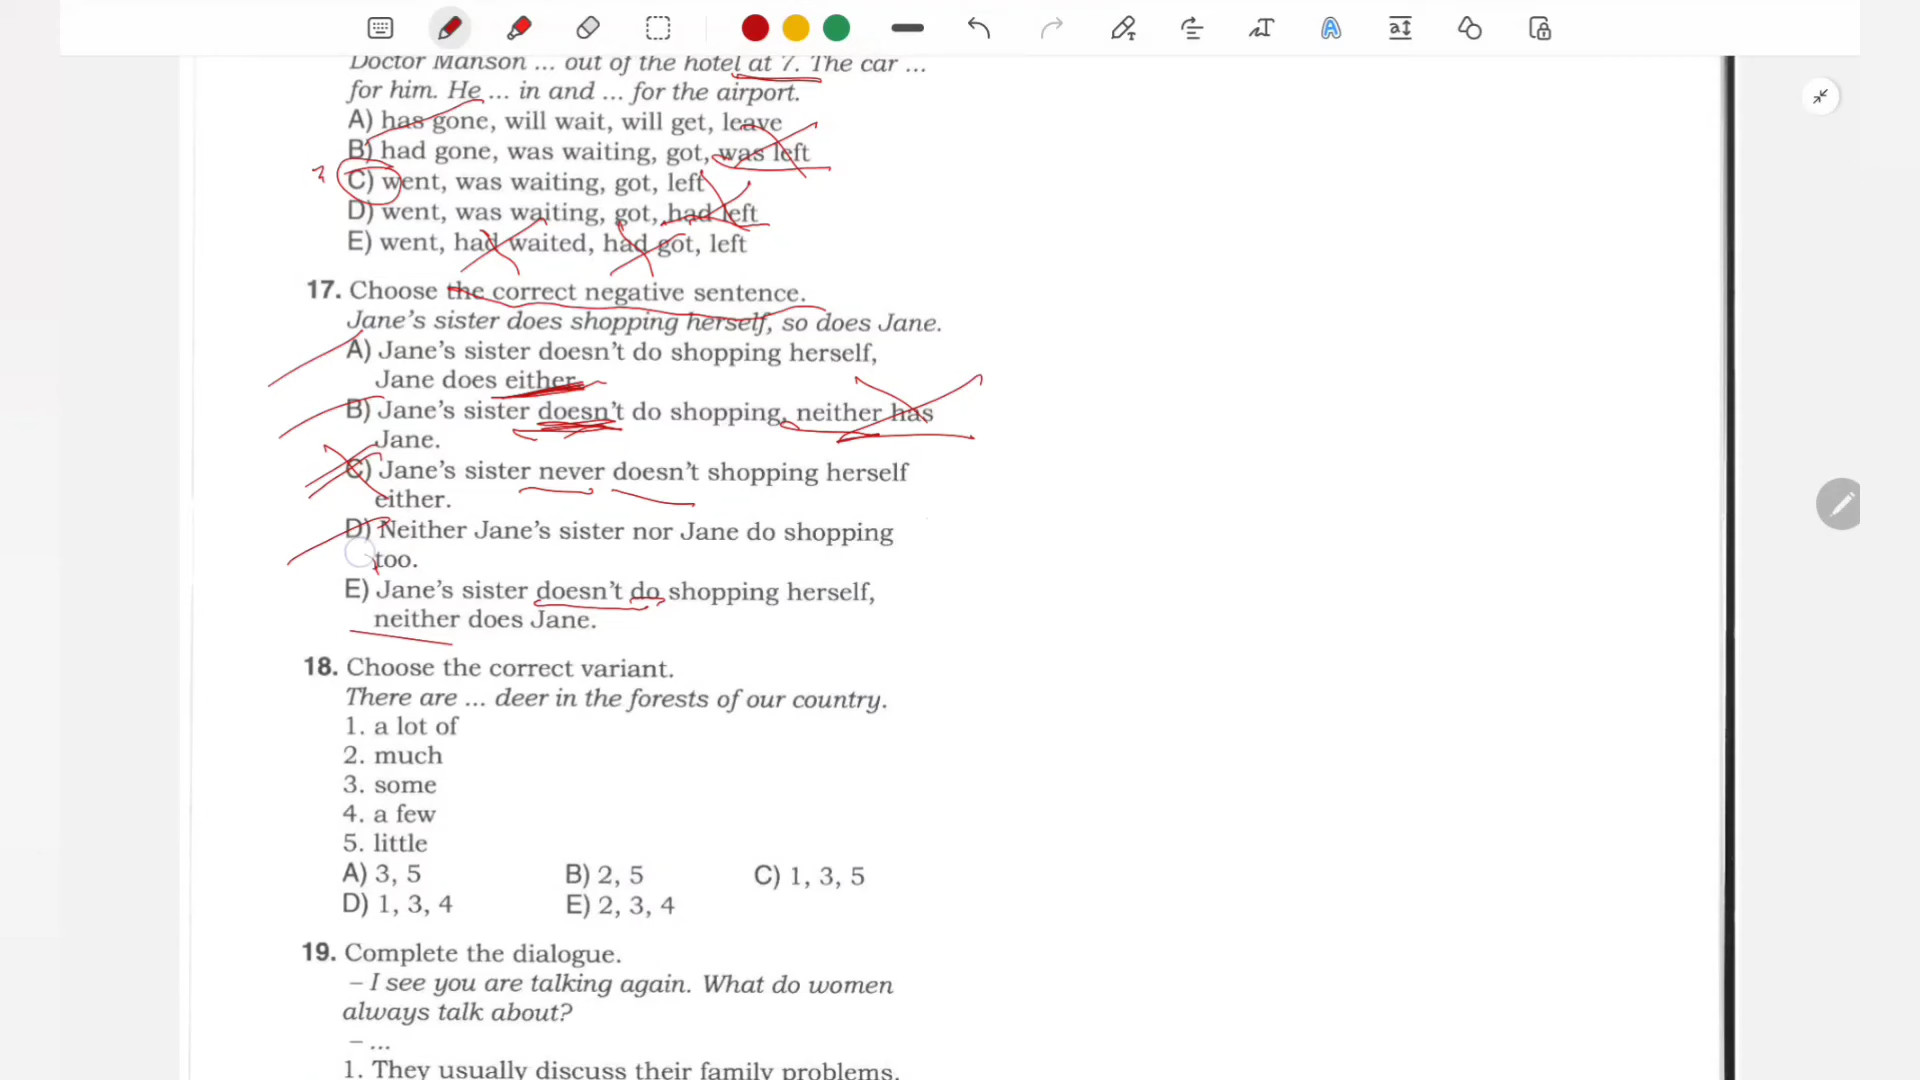 Doctor Manson ... out of the hotel at 7. The car ...
for him. He ... in and ... for the airport.
A) has gone, will wait, will get, leave
B) had gone, was waiting, got, was left
C) went, was waiting, got, left
D) went, was waiting, got, had left
E) went, had waited, had got, left
17. Choose the correct negative sentence.
Jane's sister does shopping herself, so does Jane.
A) Jane's sister doesn't do shopping herself,
Jane does either.
B) Jane's sister doesn't do shopping, neither has
Jane.
C) Jane's sister never doesn't shopping herself
either.
D) Neither Jane's sister nor Jane do shopping
too.
E) Jane's sister doesn't do shopping herself,
neither does Jane.
18. Choose the correct variant.
There are ... deer in the forests of our country.
1. a lot of
2. much
3. some
4. a few
5. little
A) 3, 5 B) 2, 5 C) 1, 3, 5
D) 1, 3, 4 E) 2, 3, 4
19. Complete the dialogue.
– I see you are talking again. What do women
always talk about?
– ...
1. They usually discuss their family problems.